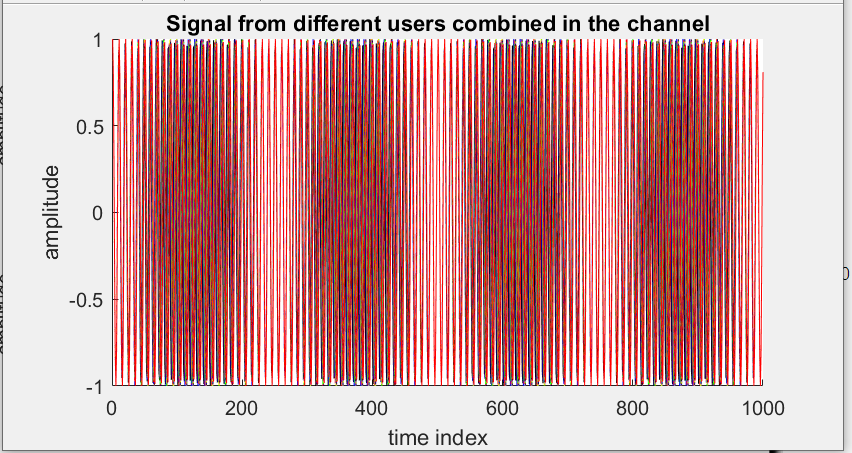 Signal from different users combined in the channel
1
0.5
0
-0.5
-1
amplitude
0 200 400 600 800 1000
time index
0